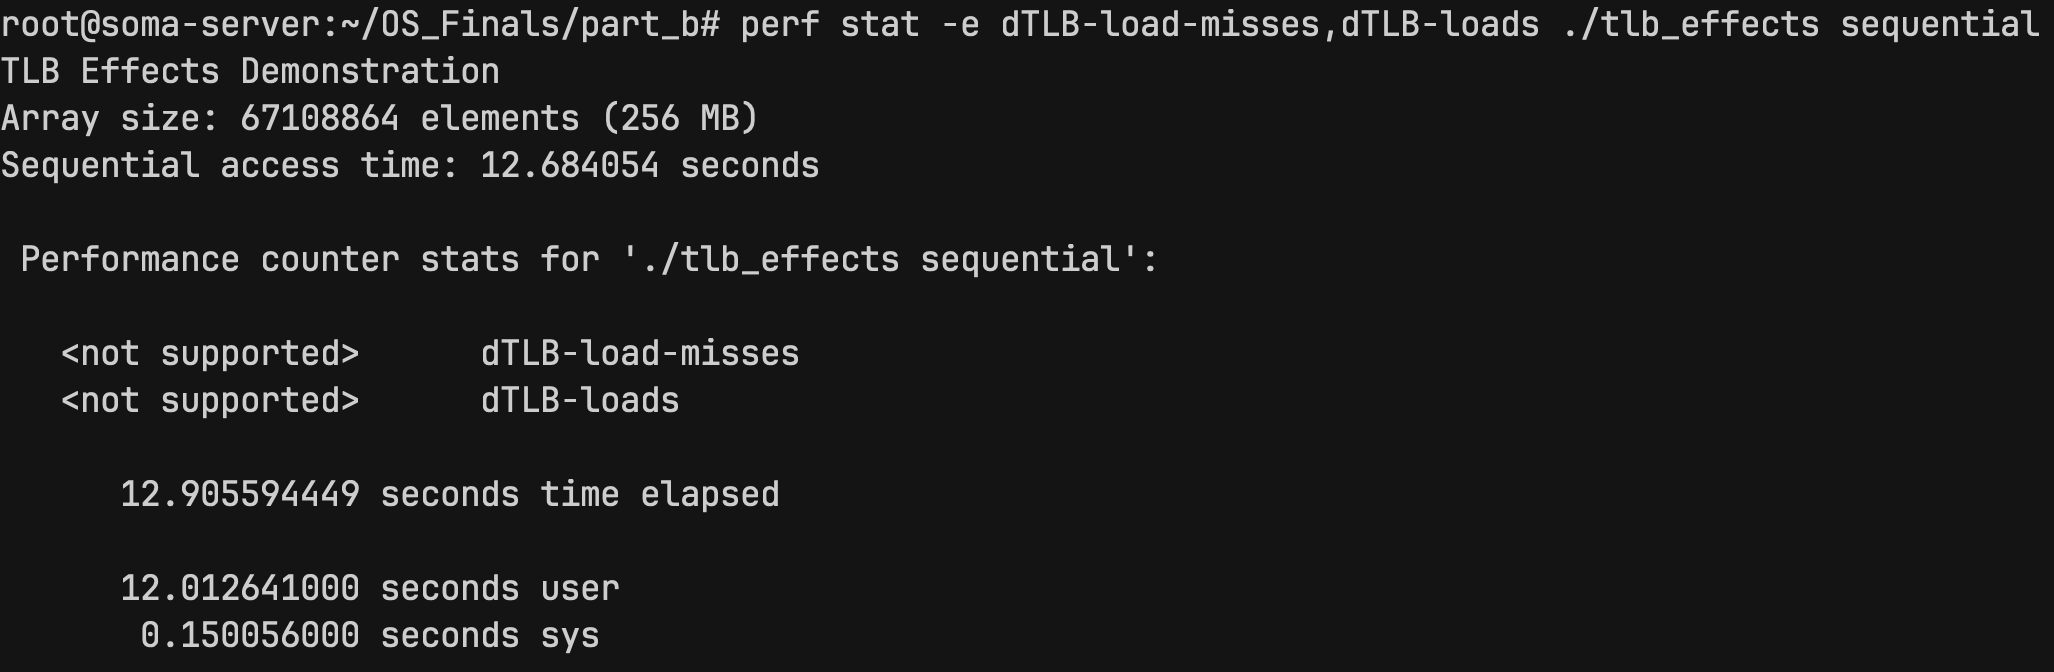 root@soma-server:~/OS_Finals/part_b# perf stat -e dTLB-load-misses,dTLB-loads ./tlb_effects sequential
TLB Effects Demonstration
Array size: 67108864 elements (256 MB)
Sequential access time: 12.684054 seconds

 Performance counter stats for './tlb_effects sequential':

   <not supported>      dTLB-load-misses
   <not supported>      dTLB-loads

      12.905594449 seconds time elapsed

      12.012641000 seconds user
       0.150056000 seconds sys